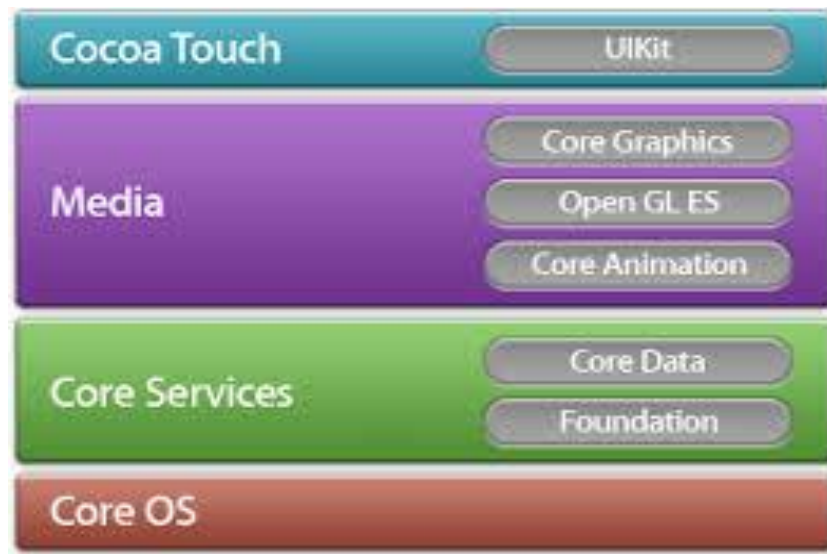 Cocoa Touch
UIKit
Media
Core Graphics
Open GL ES
Core Animation
Core Services
Core Data
Foundation
Core OS